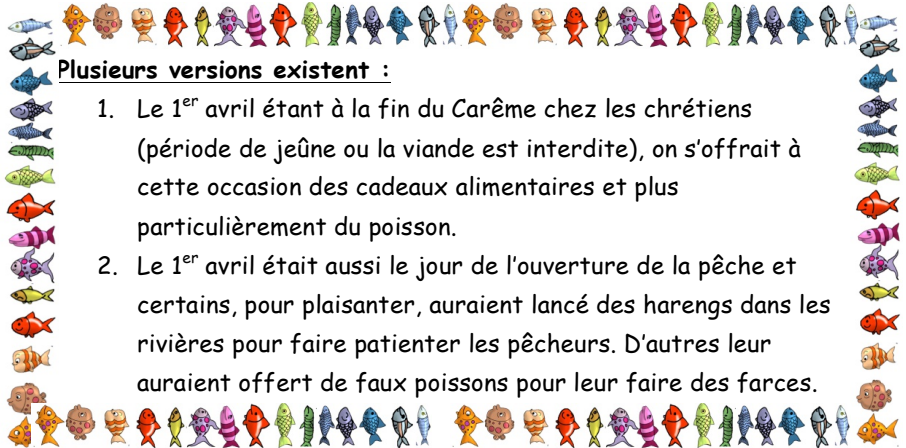 Plusieurs versions existent :
1. Le 1er avril étant à la fin du Carême chez les chrétiens
(période de jeûne ou la viande est interdite), on s'offrait à
cette occasion des cadeaux alimentaires et plus
particulièrement du poisson.
2. Le 1er avril était aussi le jour de l'ouverture de la pêche et
certains, pour plaisanter, auraient lancé des harengs dans les
rivières pour faire patienter les pêcheurs. D'autres leur
auraient offert de faux poissons pour leur faire des farces.